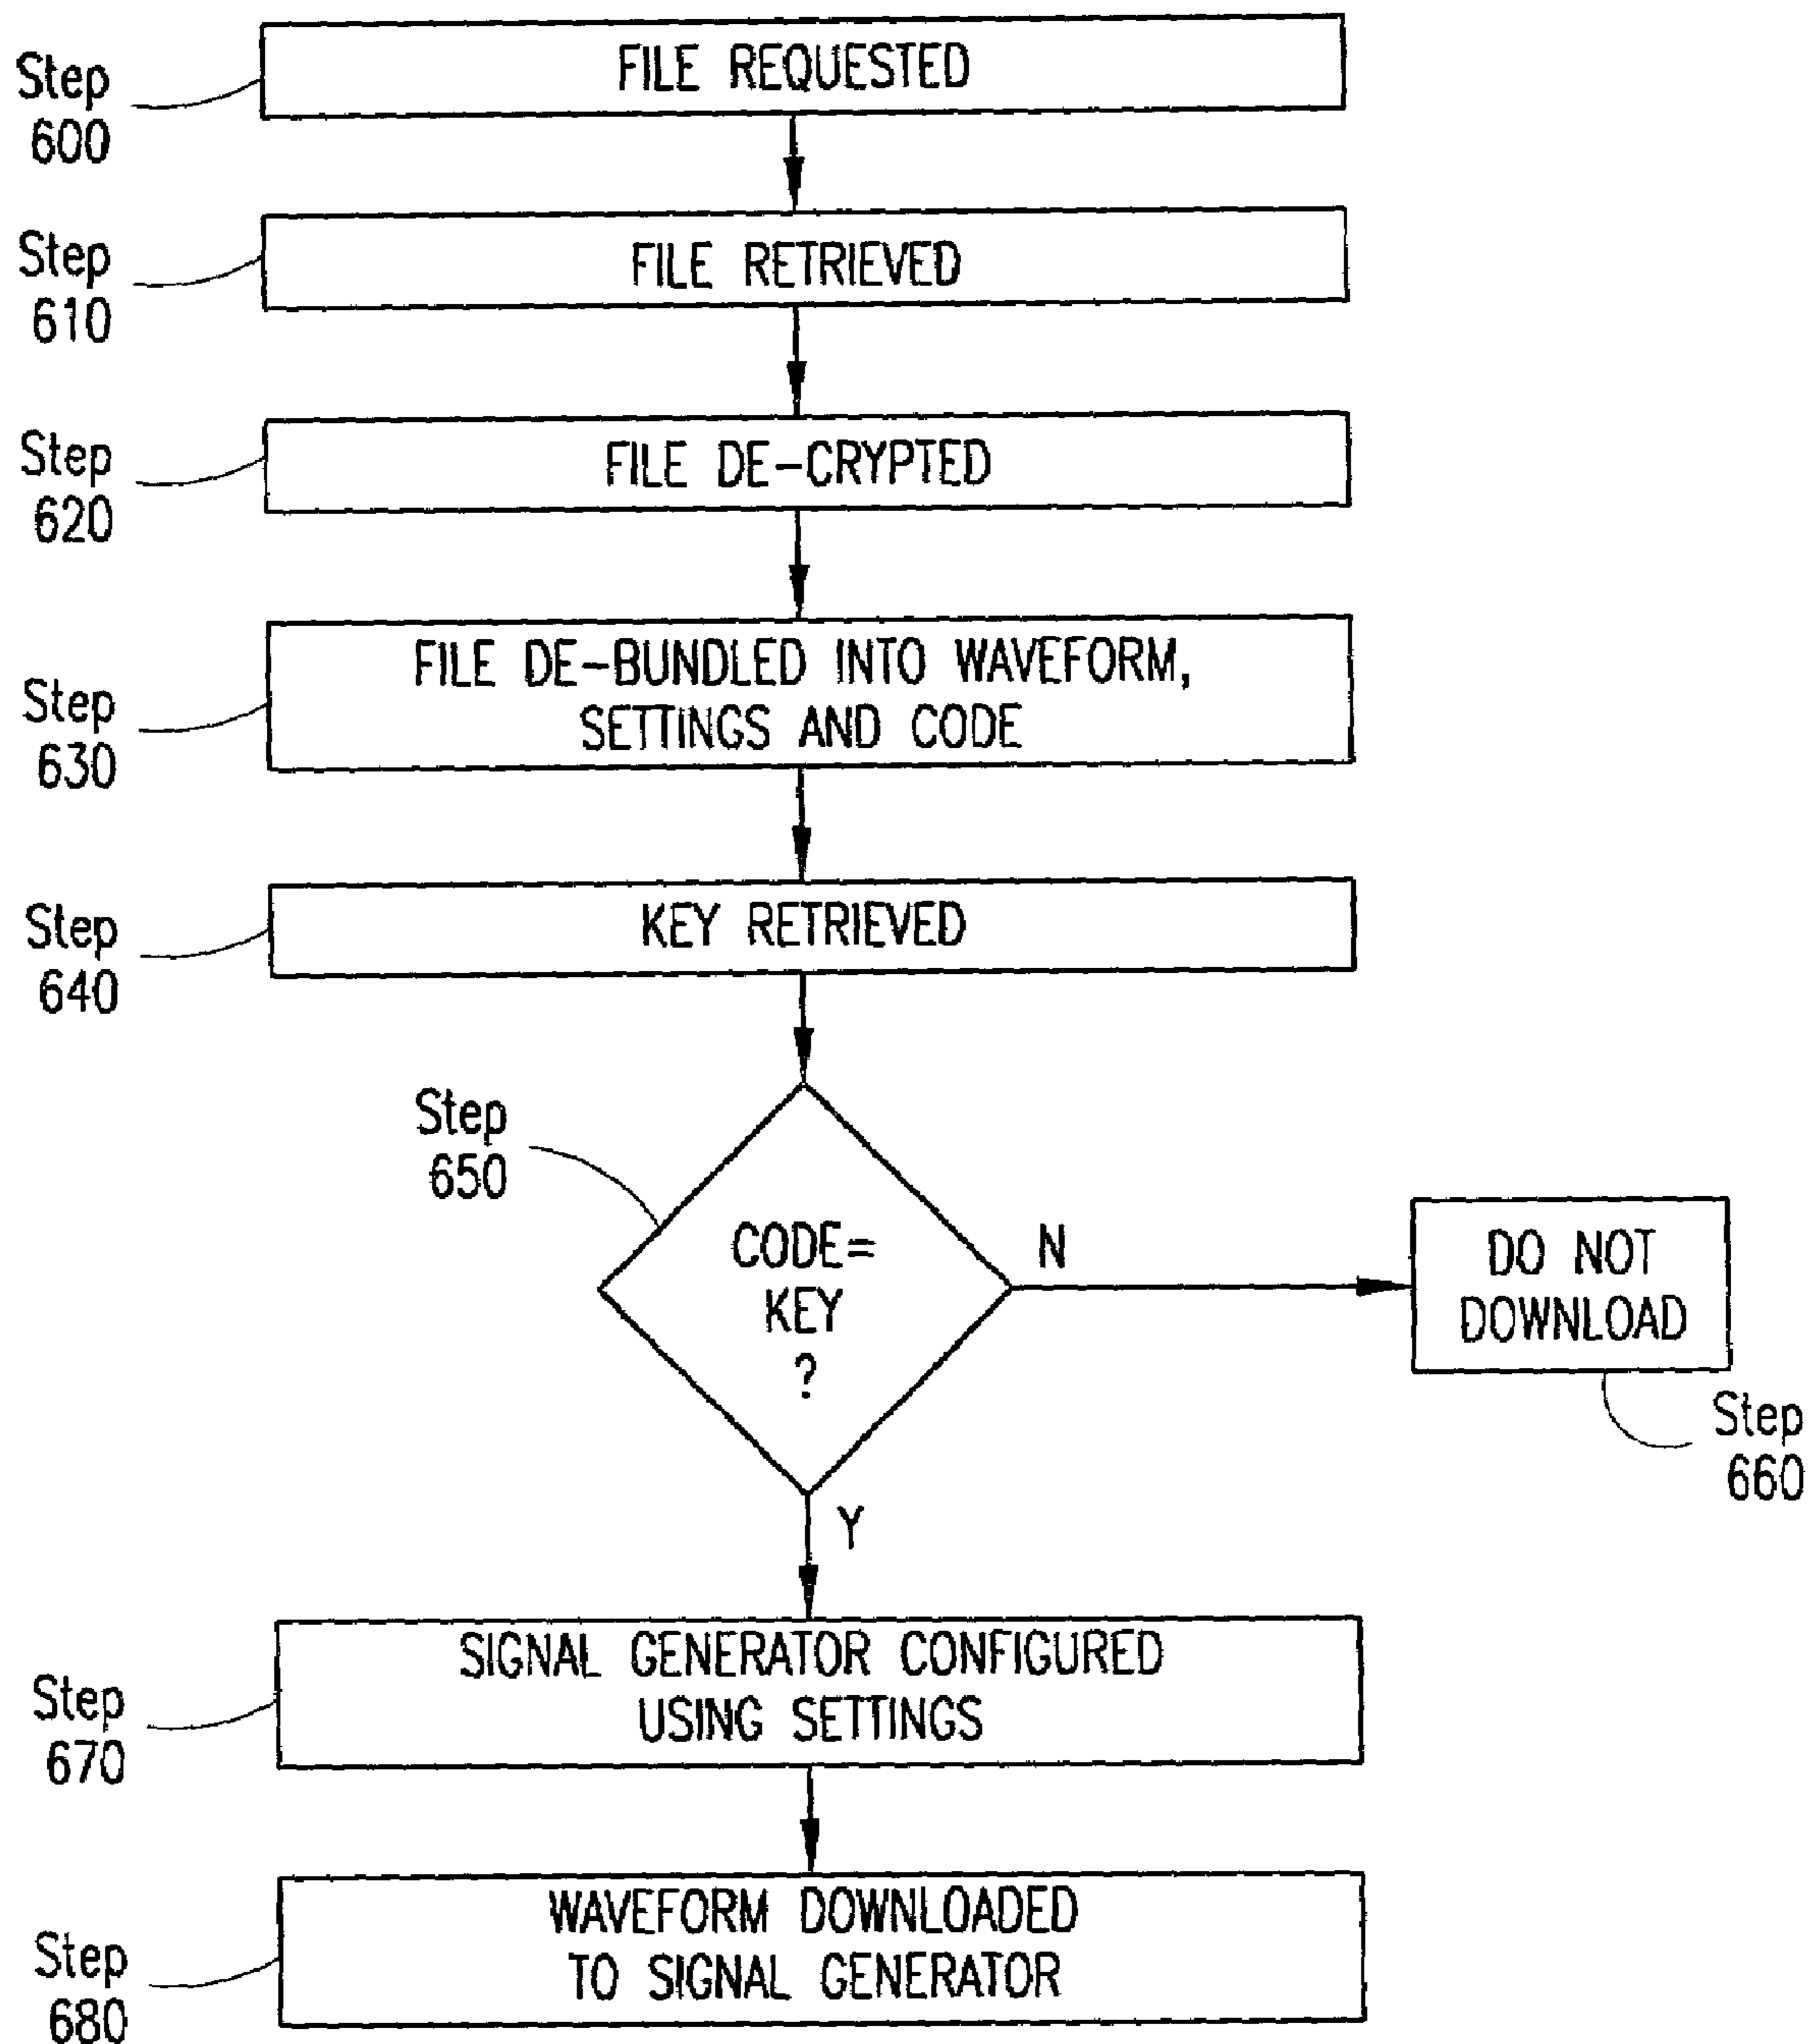 FILE REQUESTED
Step
600
FILE RETRIEVED
Step
610
FILE DE-CRYPTED
Step
620
FILE DE-BUNDLED INTO WAVEFORM,
SETTINGS AND CODE
Step
630
KEY RETRIEVED
Step
640
Step
650
CODE=
KEY
?
N
DO NOT
DOWNLOAD
Step
660
Y
SIGNAL GENERATOR CONFIGURED
USING SETTINGS
Step
670
WAVEFORM DOWNLOADED
TO SIGNAL GENERATOR
Step
680